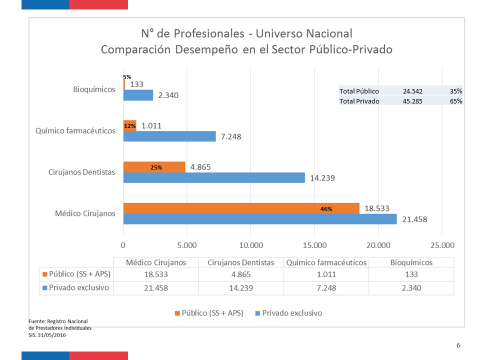 N° de Profesionales - Universo Nacional
Comparación Desempeño en el Sector Público-Privado
Bioquímicos
5%
133
2.340
Total Público 24.542 35%
Total Privado 45.285 65%
Químico farmacéuticos
12%
1.011
7.248
Cirujanos Dentistas
25%
4.865
14.239
Médico Cirujanos
46%
18.533
21.458
0 5.000 10.000 15.000 20.000 25.000
Médico Cirujanos Cirujanos Dentistas Químico farmacéuticos Bioquímicos
Público (SS + APS) 18.533 4.865 1.011 133
Privado exclusivo 21.458 14.239 7.248 2.340
Público (SS + APS) Privado exclusivo
Fuente: Registro Nacional
de Prestadores Individuales
SIS. 31/05/2016
6